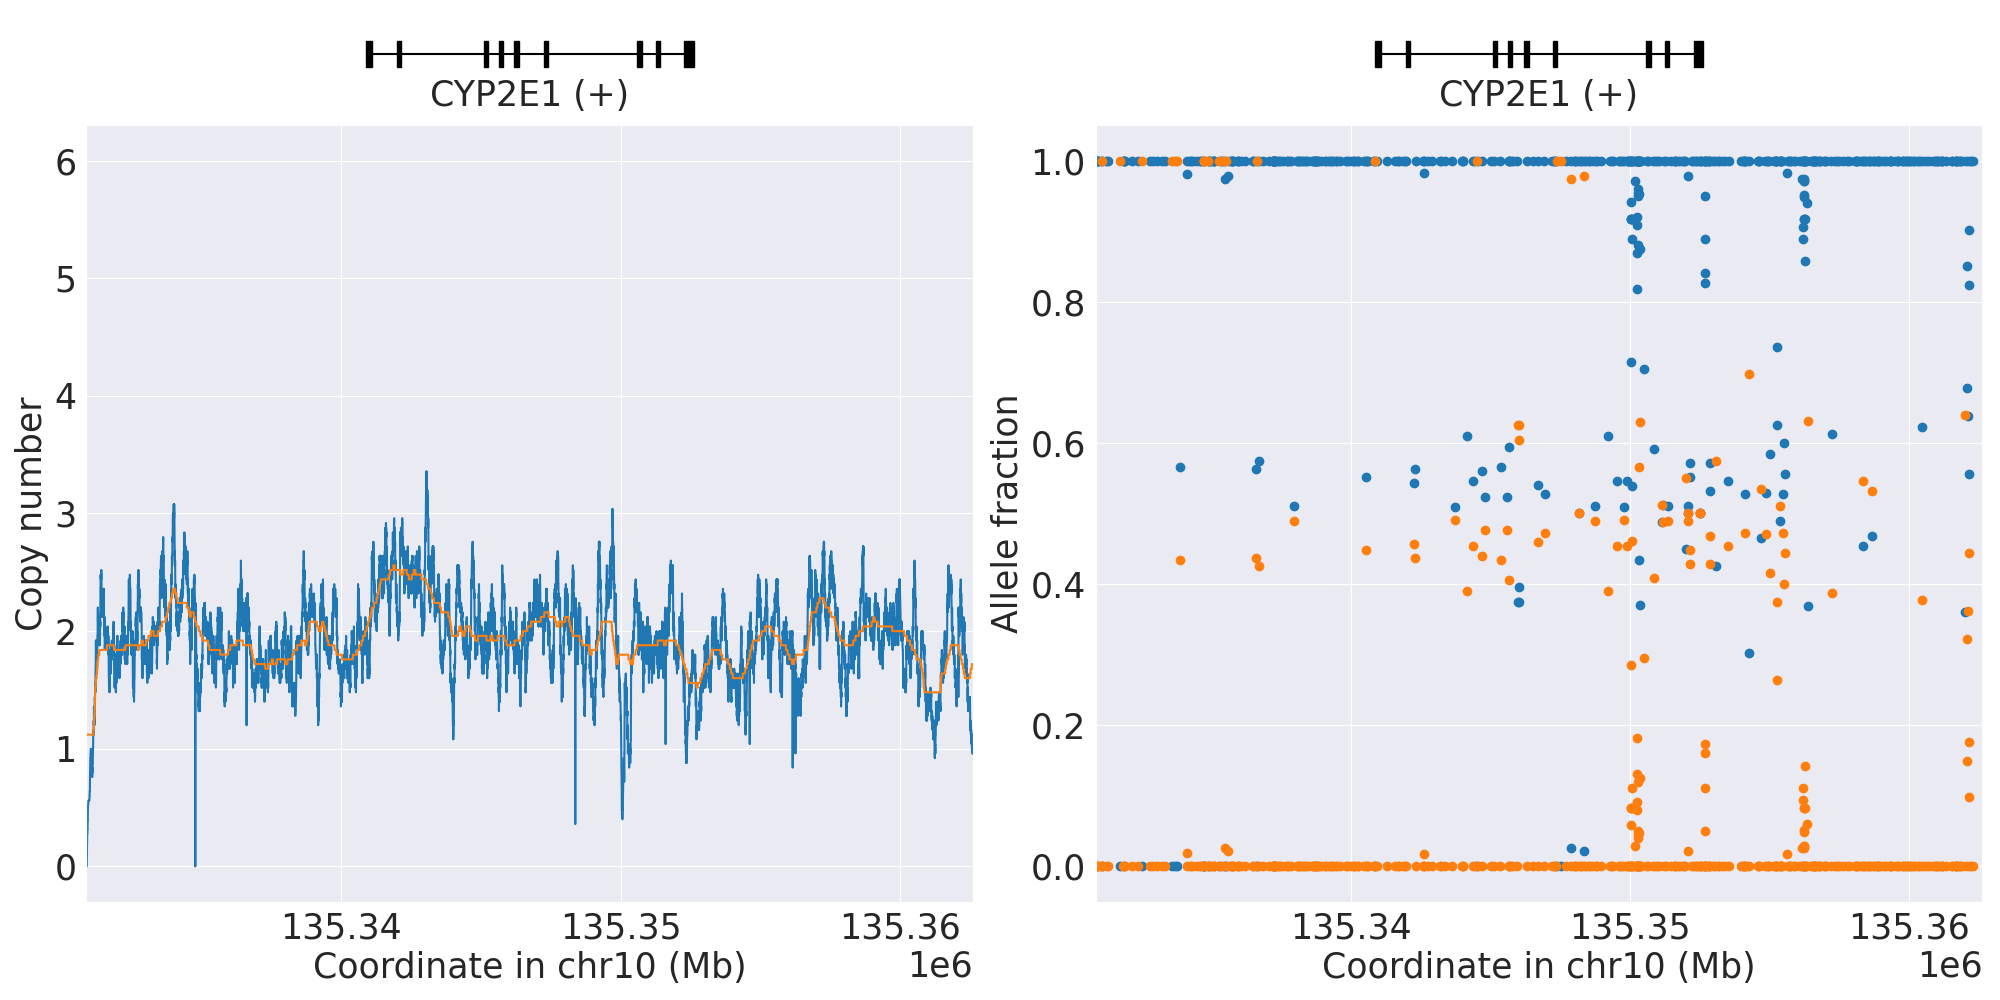 CYP2E1 (+)
CYP2E1 (+)
6
5
4
3
2
1
0
Copy number
135.34 135.35 135.36
Coordinate in chr10 (Mb)
1e6
1.0
0.8
0.6
0.4
0.2
0.0
Allele fraction
135.34 135.35 135.36
Coordinate in chr10 (Mb)
1e6